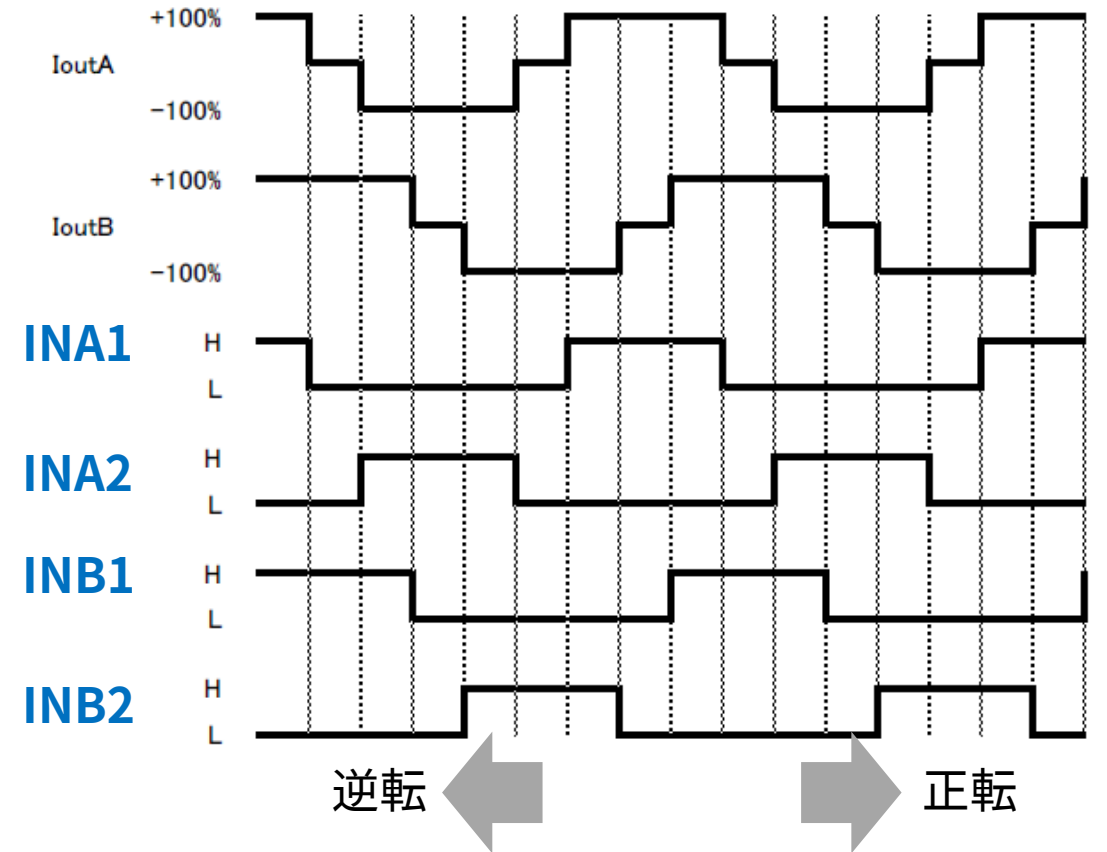 +100%
IoutA
−100%
+100%
IoutB
−100%
INA1
H
L
INA2
H
L
INB1
H
L
INB2
H
L
逆転
正転